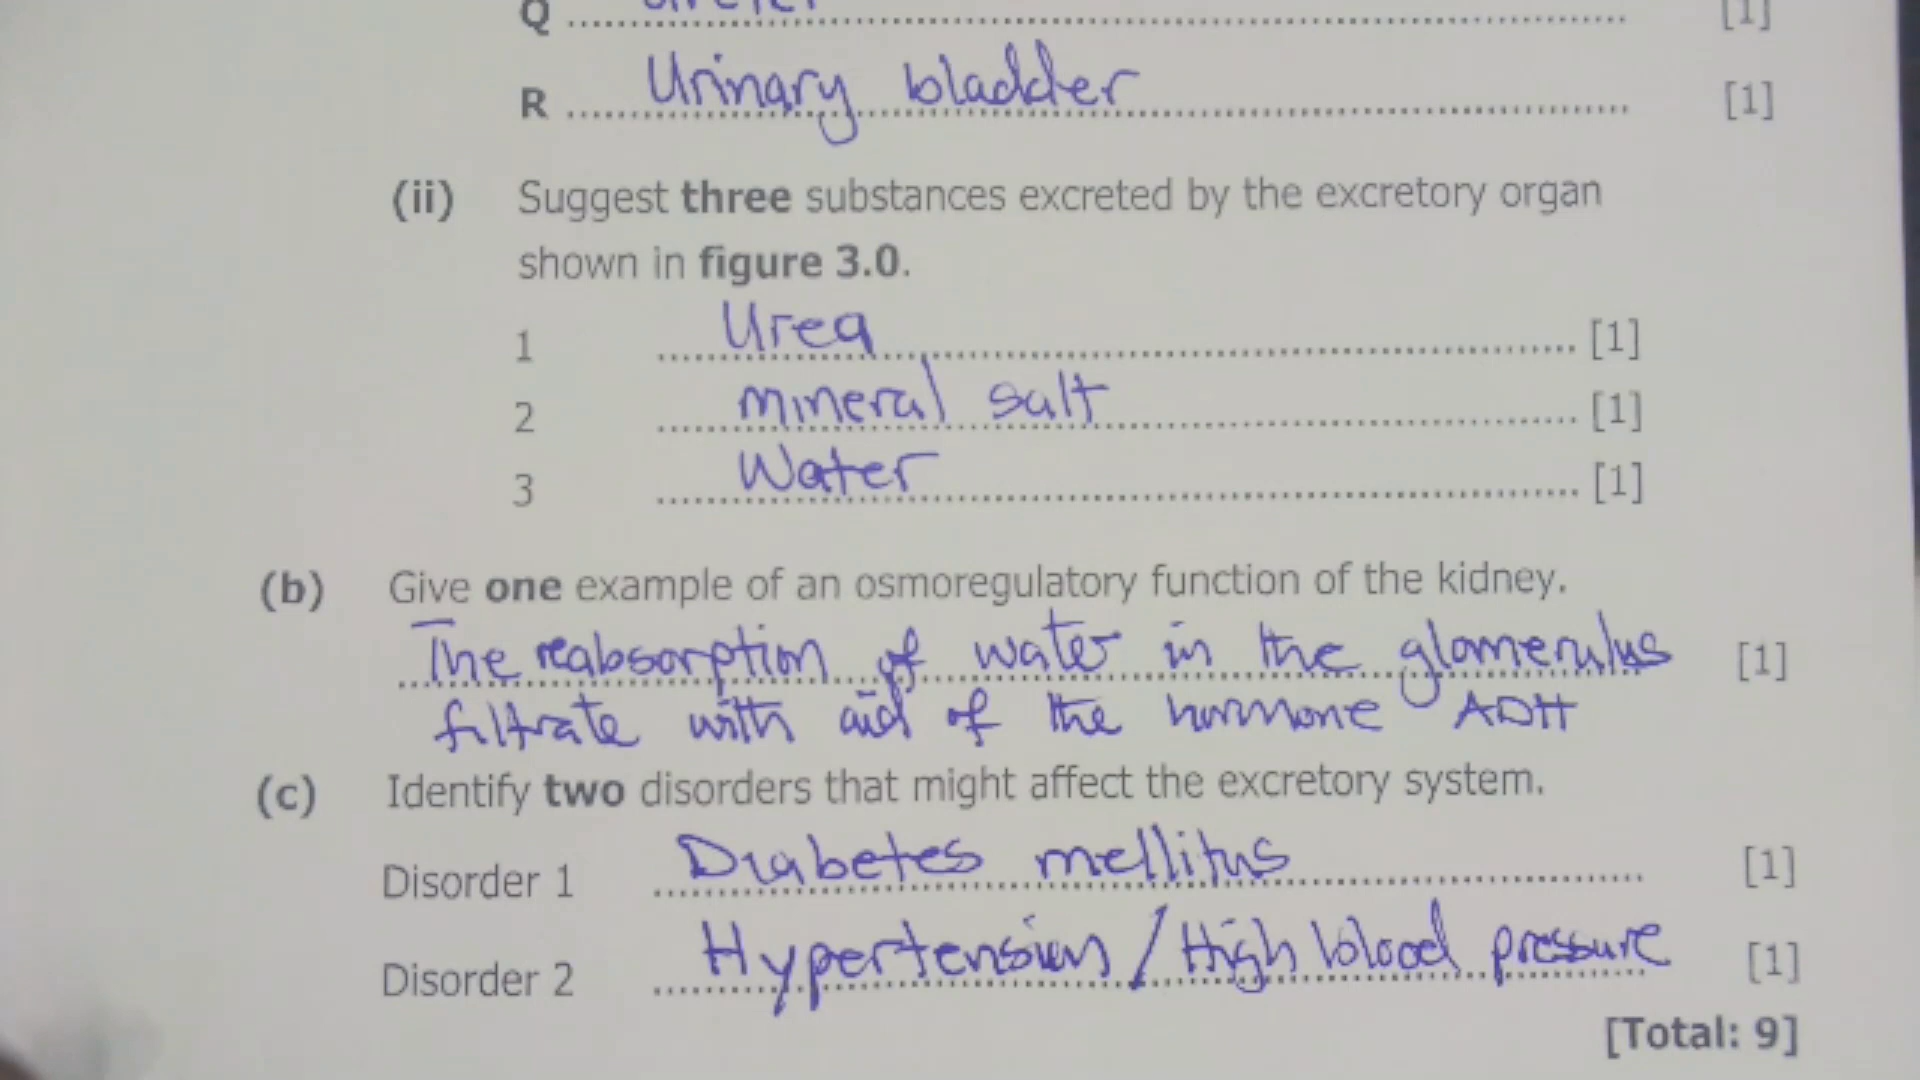 Q ureter [1]
R Urinary bladder [1]
(ii) Suggest three substances excreted by the excretory organ
shown in figure 3.0.
1 Urea [1]
2 mineral salt [1]
3 Water [1]
(b) Give one example of an osmoregulatory function of the kidney.
The reabsorption of water in the glomerulus [1]
filtrate with aid of the hormone ADH
(c) Identify two disorders that might affect the excretory system.
Disorder 1 Diabetes mellitus [1]
Disorder 2 Hypertension / High blood pressure [1]
[Total: 9]